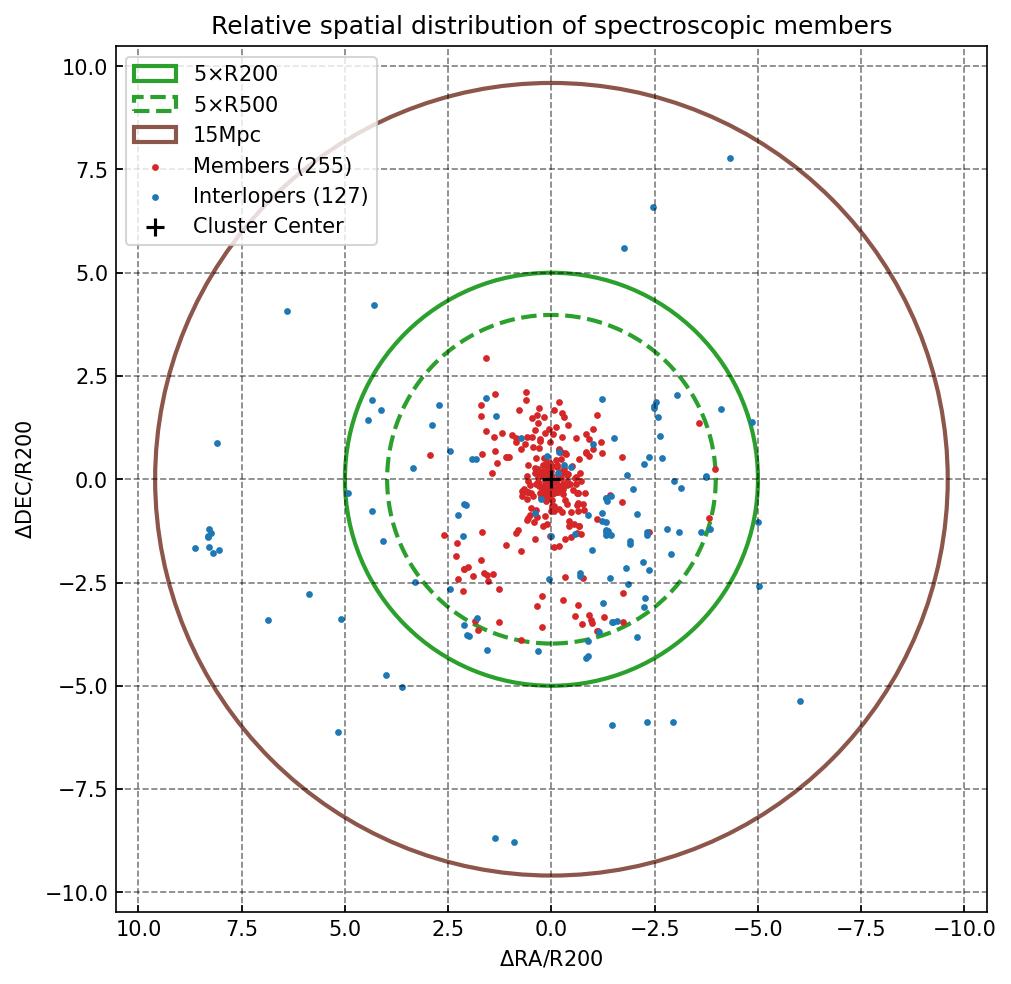 Relative spatial distribution of spectroscopic members
5×R200
5×R500
15Mpc
Members (255)
Interlopers (127)
Cluster Center
10.0
7.5
5.0
2.5
0.0
−2.5
−5.0
−7.5
−10.0
ΔDEC/R200
10.0 7.5 5.0 2.5 0.0 −2.5 −5.0 −7.5 −10.0
ΔRA/R200